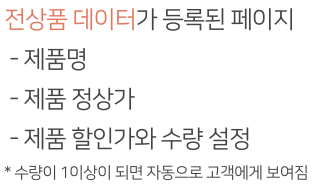 전상품 데이터가 등록된 페이지
- 제품명
- 제품 정상가
- 제품 할인가와 수량 설정
* 수량이 1이상이 되면 자동으로 고객에게 보여짐